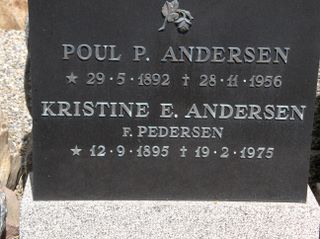 POUL P. ANDERSEN
★ 29·5·1892 † 28·11·1956
KRISTINE E. ANDERSEN
F. PEDERSEN
★ 12·9·1895 † 19·2·1975